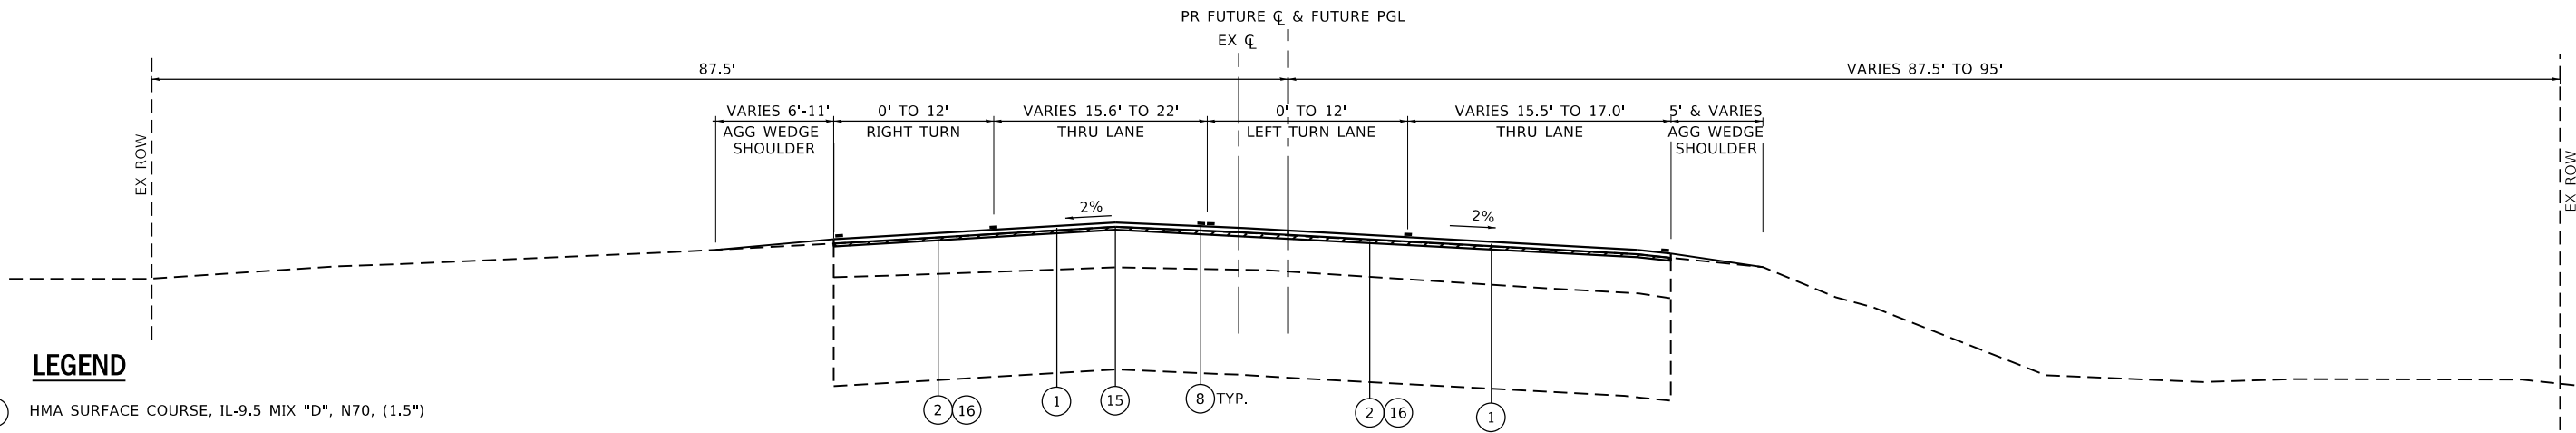 PR FUTURE ℄ & FUTURE PGL
EX ℄
87.5'
VARIES 87.5' TO 95'
VARIES 6'-11'
0' TO 12'
VARIES 15.6' TO 22'
0' TO 12'
VARIES 15.5' TO 17.0'
5' & VARIES
AGG WEDGE
SHOULDER
RIGHT TURN
THRU LANE
LEFT TURN LANE
THRU LANE
AGG WEDGE
SHOULDER
EX ROW
EX ROW
2%
2%
LEGEND
HMA SURFACE COURSE, IL-9.5 MIX "D", N70, (1.5")
2 16
1
15
8 TYP.
2 16
1